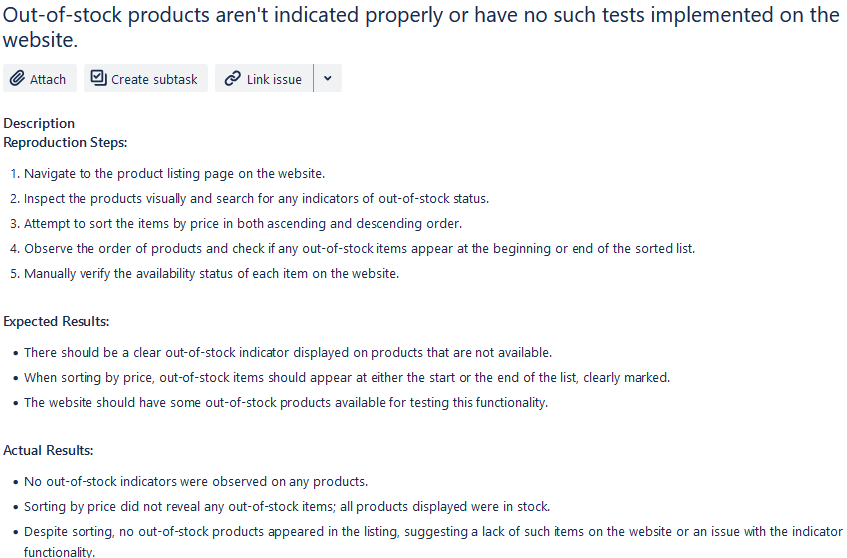 Out-of-stock products aren't indicated properly or have no such tests implemented on the
website.
Attach Create subtask Link issue
Description
Reproduction Steps:
1. Navigate to the product listing page on the website.
2. Inspect the products visually and search for any indicators of out-of-stock status.
3. Attempt to sort the items by price in both ascending and descending order.
4. Observe the order of products and check if any out-of-stock items appear at the beginning or end of the sorted list.
5. Manually verify the availability status of each item on the website.
Expected Results:
• There should be a clear out-of-stock indicator displayed on products that are not available.
• When sorting by price, out-of-stock items should appear at either the start or the end of the list, clearly marked.
• The website should have some out-of-stock products available for testing this functionality.
Actual Results:
• No out-of-stock indicators were observed on any products.
• Sorting by price did not reveal any out-of-stock items; all products displayed were in stock.
• Despite sorting, no out-of-stock products appeared in the listing, suggesting a lack of such items on the website or an issue with the indicator
functionality.